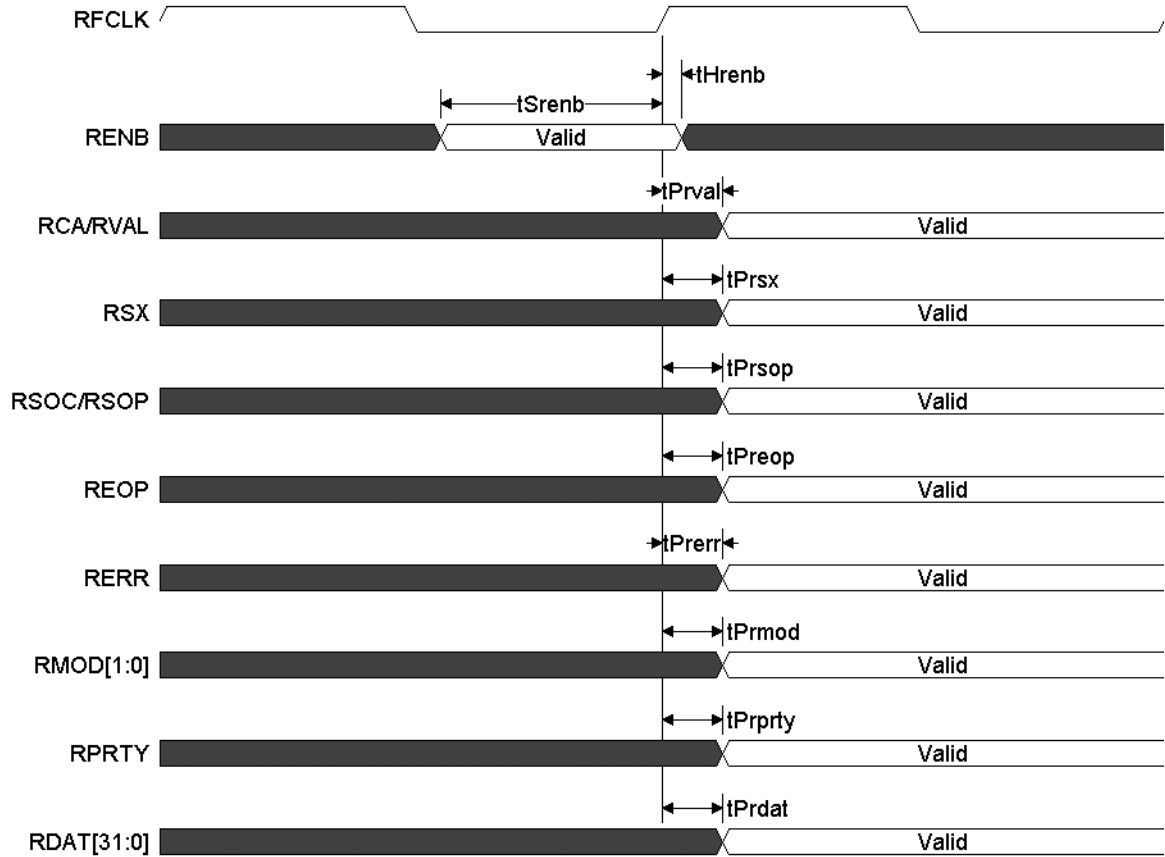 RFCLK
tHrenb
tSrenb
RENB Valid
tPrval
RCA/RVAL Valid
tPrsx
RSX Valid
tPrsop
RSOC/RSOP Valid
tPreop
REOP Valid
tPrerr
RERR Valid
tPrmod
RMOD[1:0] Valid
tPrprty
RPRTY Valid
tPrdat
RDAT[31:0] Valid